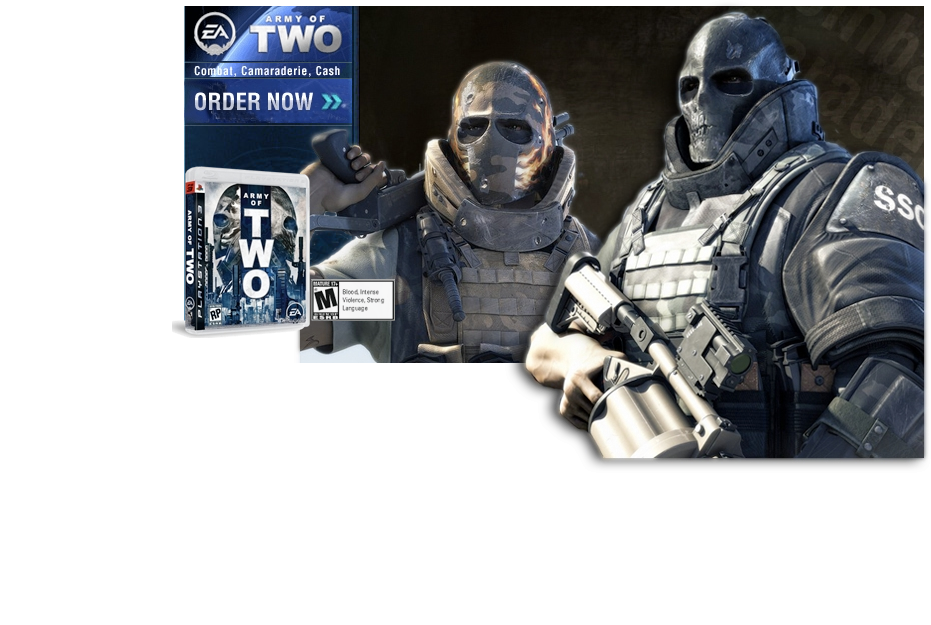 EA
ARMY OF
TWO
Combat, Camaraderie, Cash
ORDER NOW
ARMY
OF
TWO
ARMY OF TWO
PLAYSTATION 3
RP
EA
MATURE 17+
M
ESRB
Blood, Intense
Violence, Strong
Language
SSC